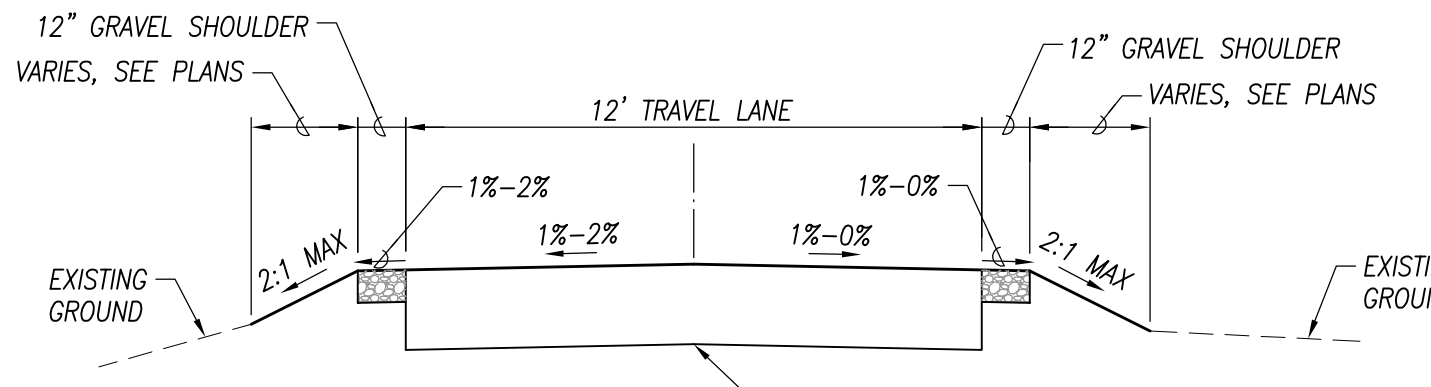 12" GRAVEL SHOULDER
12" GRAVEL SHOULDER
VARIES, SEE PLANS
VARIES, SEE PLANS
12' TRAVEL LANE
1%-2%
1%-0%
1%-2%
1%-0%
2:1 MAX
2:1 MAX
EXISTING
GROUND